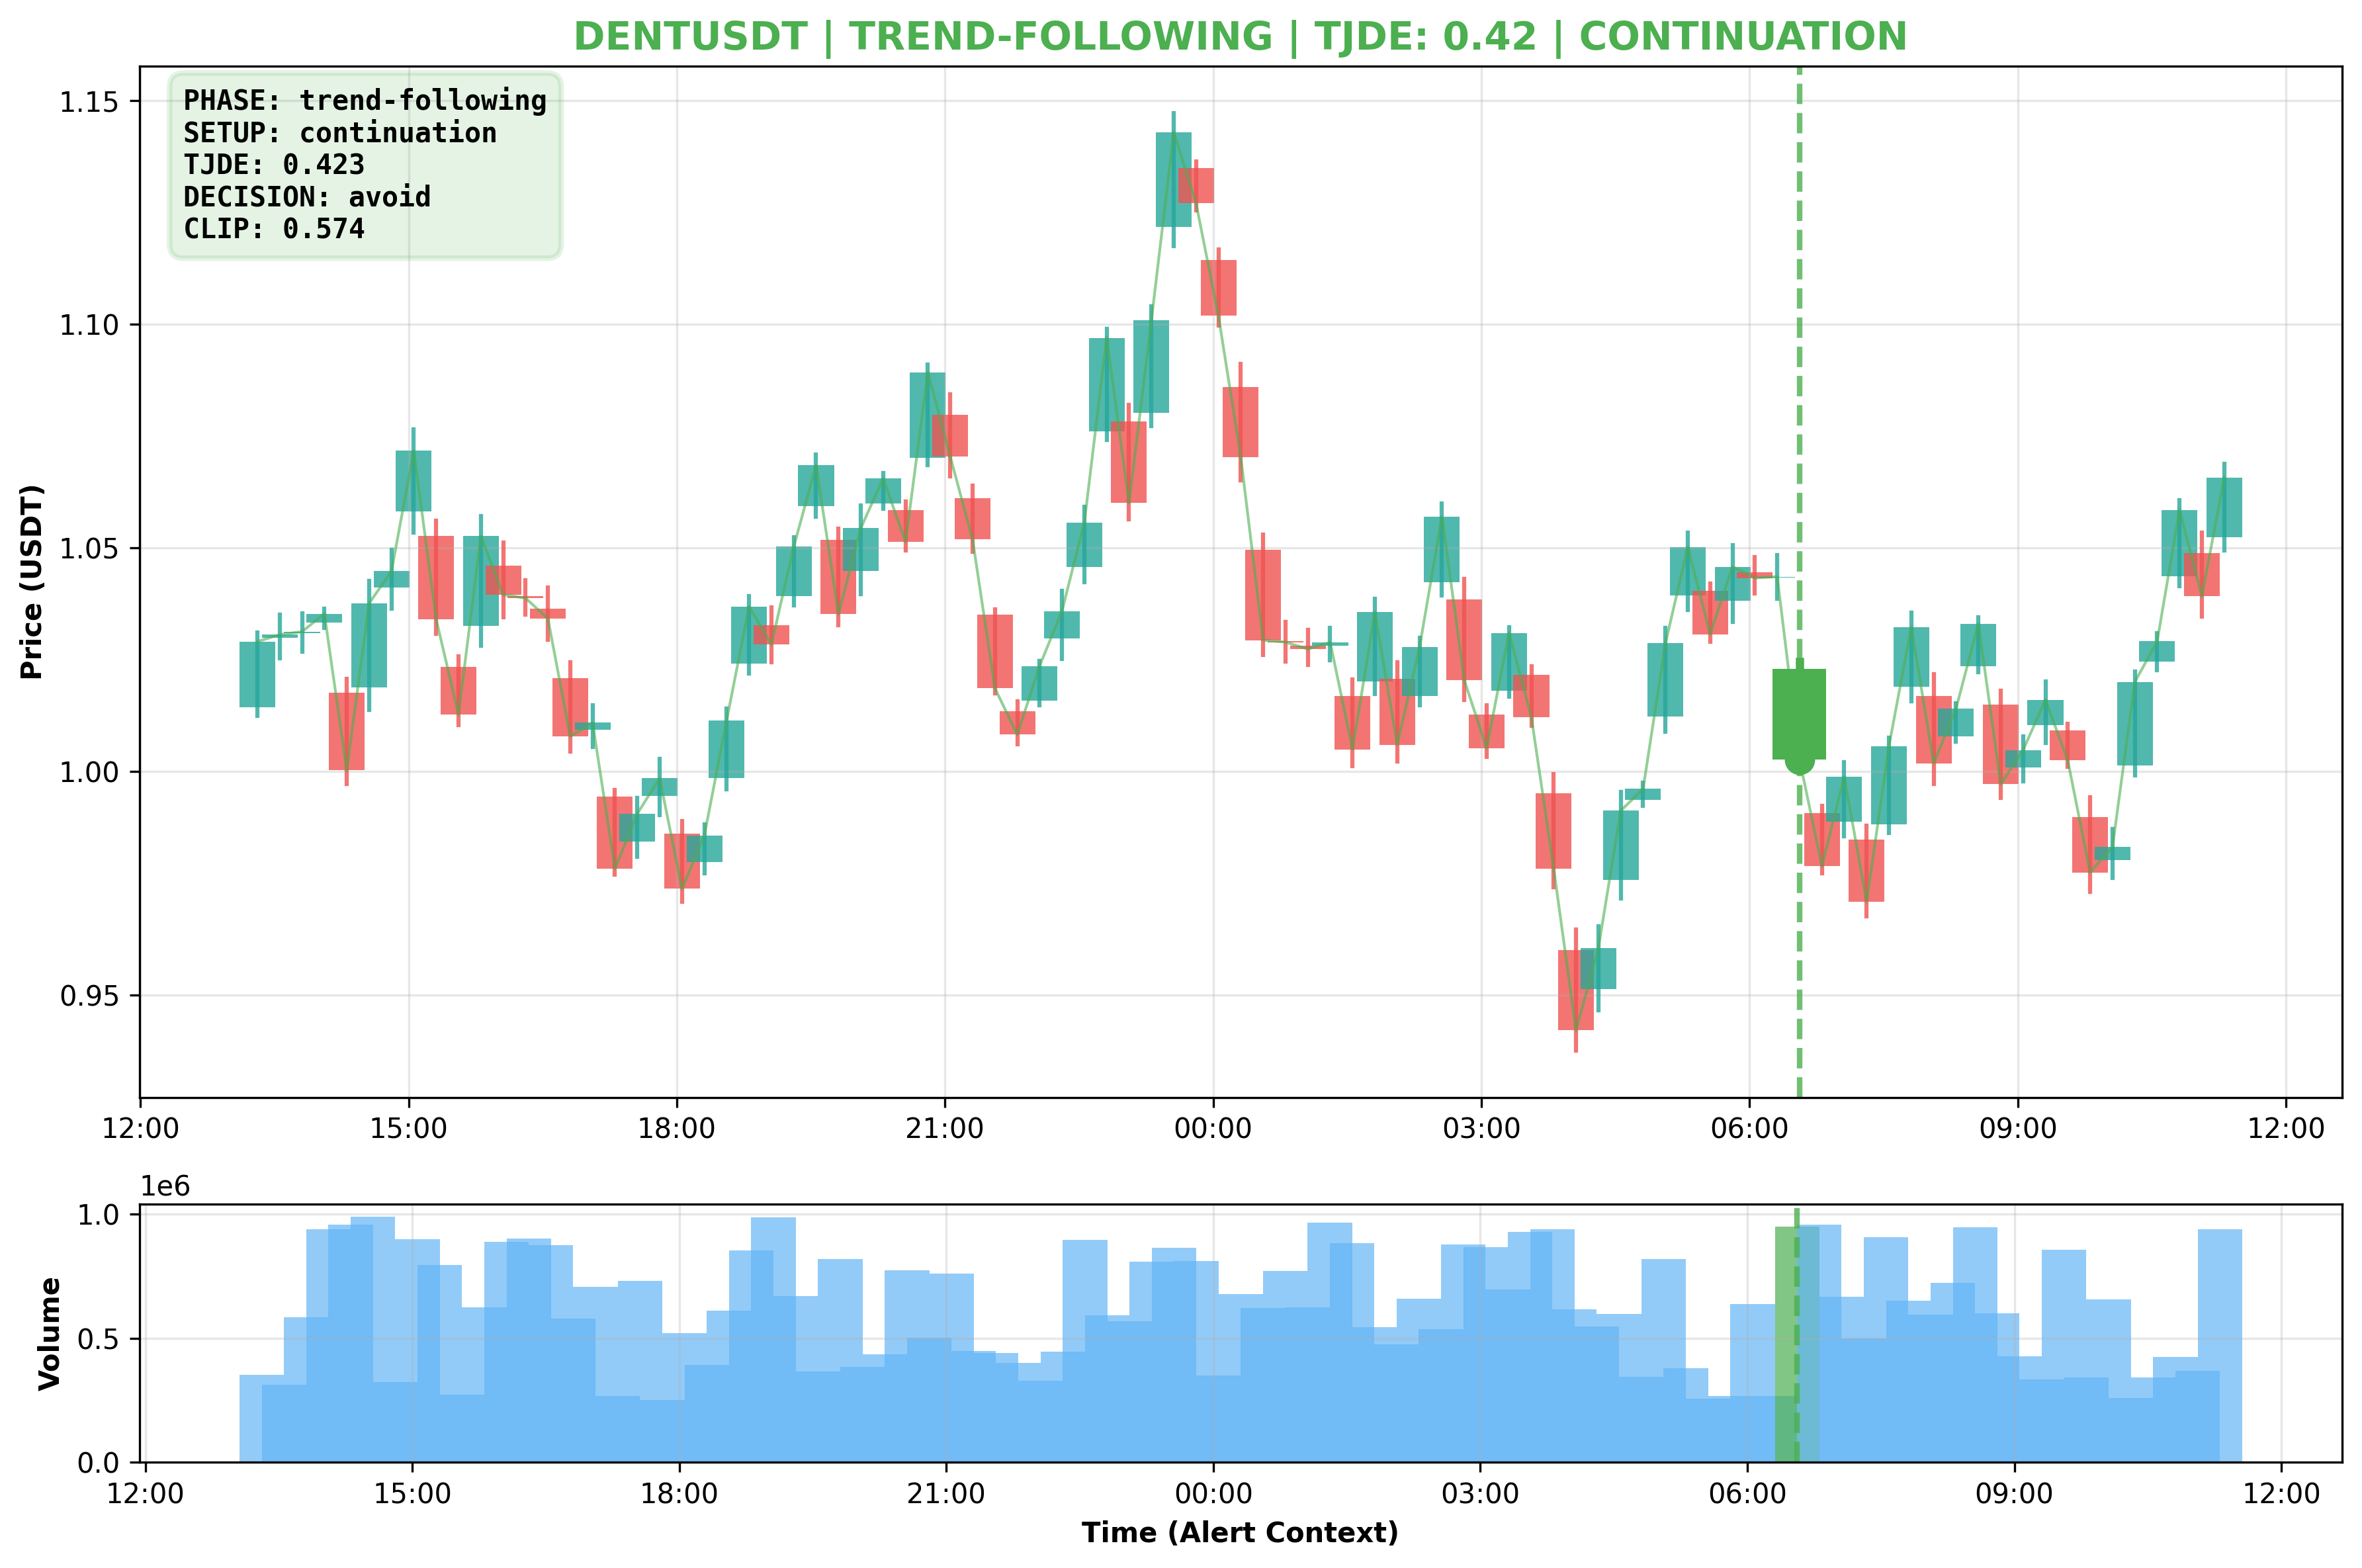 DENTUSDT | TREND-FOLLOWING | TJDE: 0.42 | CONTINUATION
PHASE: trend-following
SETUP: continuation
TJDE: 0.423
DECISION: avoid
CLIP: 0.574
Price (USDT)
1.15
1.10
1.05
1.00
0.95
12:00 15:00 18:00 21:00 00:00 03:00 06:00 09:00 12:00
1e6
Volume
1.0
0.5
0.0
12:00 15:00 18:00 21:00 00:00 03:00 06:00 09:00 12:00
Time (Alert Context)